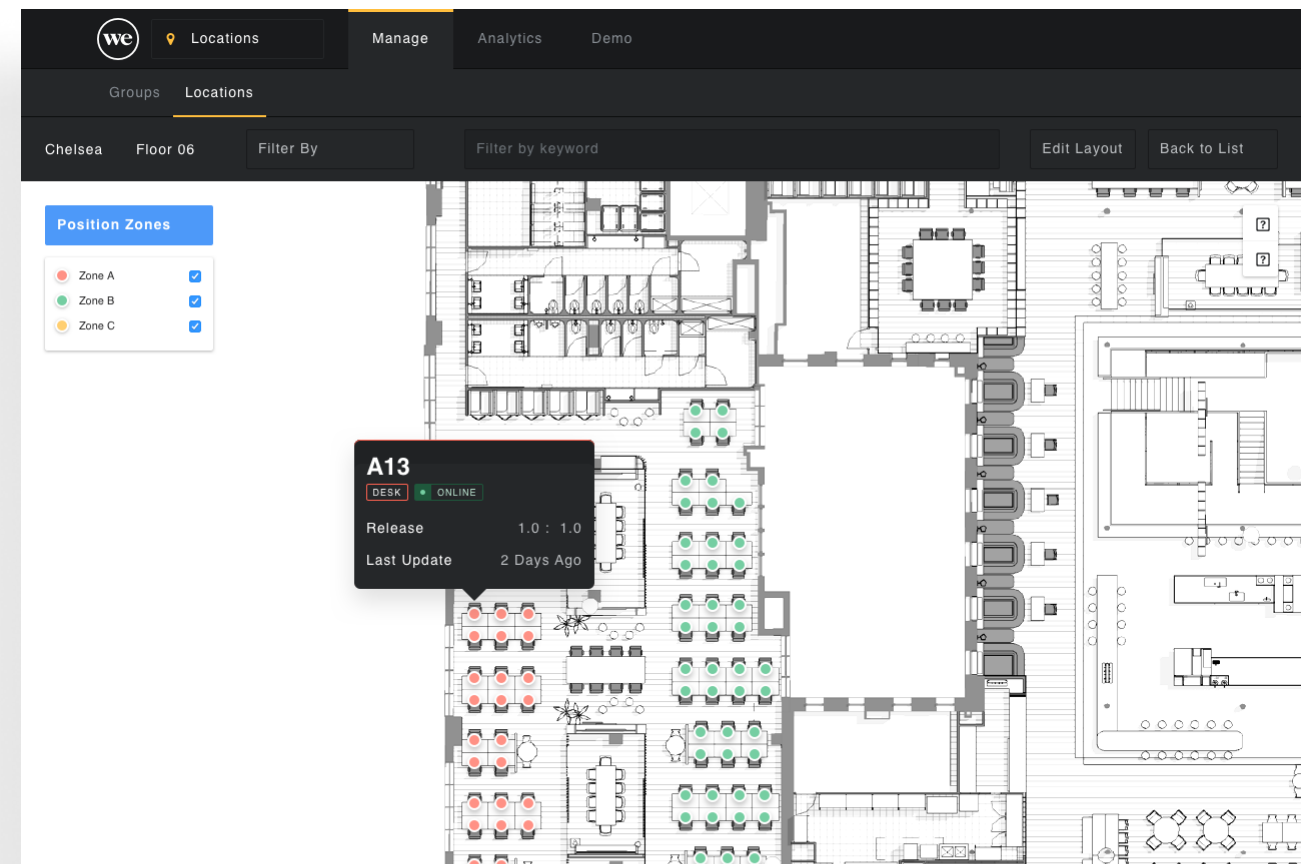 we
Locations
Manage
Analytics
Demo
Groups
Locations
Chelsea
Floor 06
Filter By
Filter by keyword
Edit Layout
Back to List
Position Zones
Zone A
Zone B
Zone C
?
?
A13
DESK
ONLINE
Release 1.0 : 1.0
Last Update 2 Days Ago